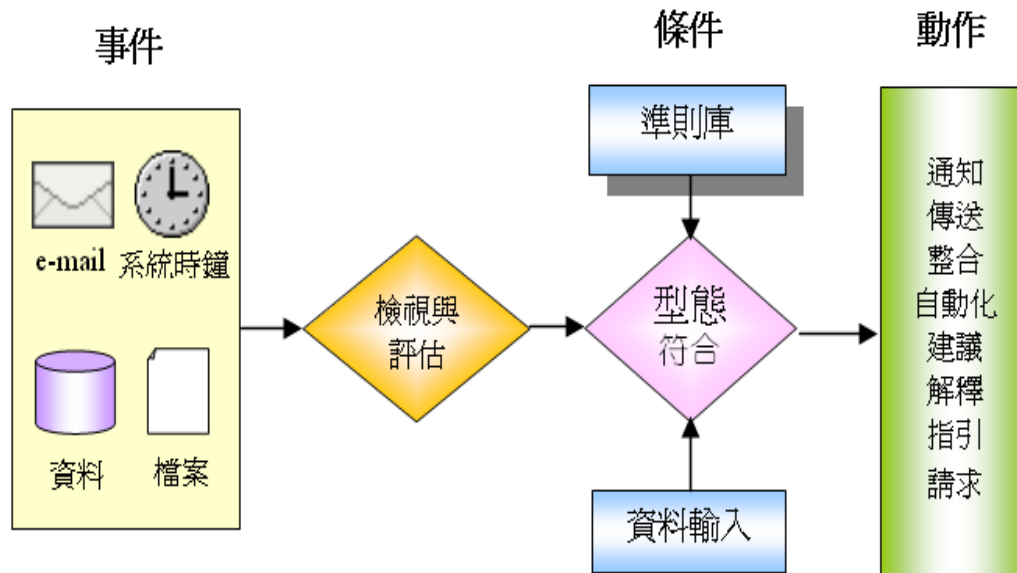 事件
條件
動作
e-mail
系統時鐘
資料
檔案
檢視與
評估
準則庫
型態
符合
資料輸入
通知
傳送
整合
自動化
建議
解釋
指引
請求